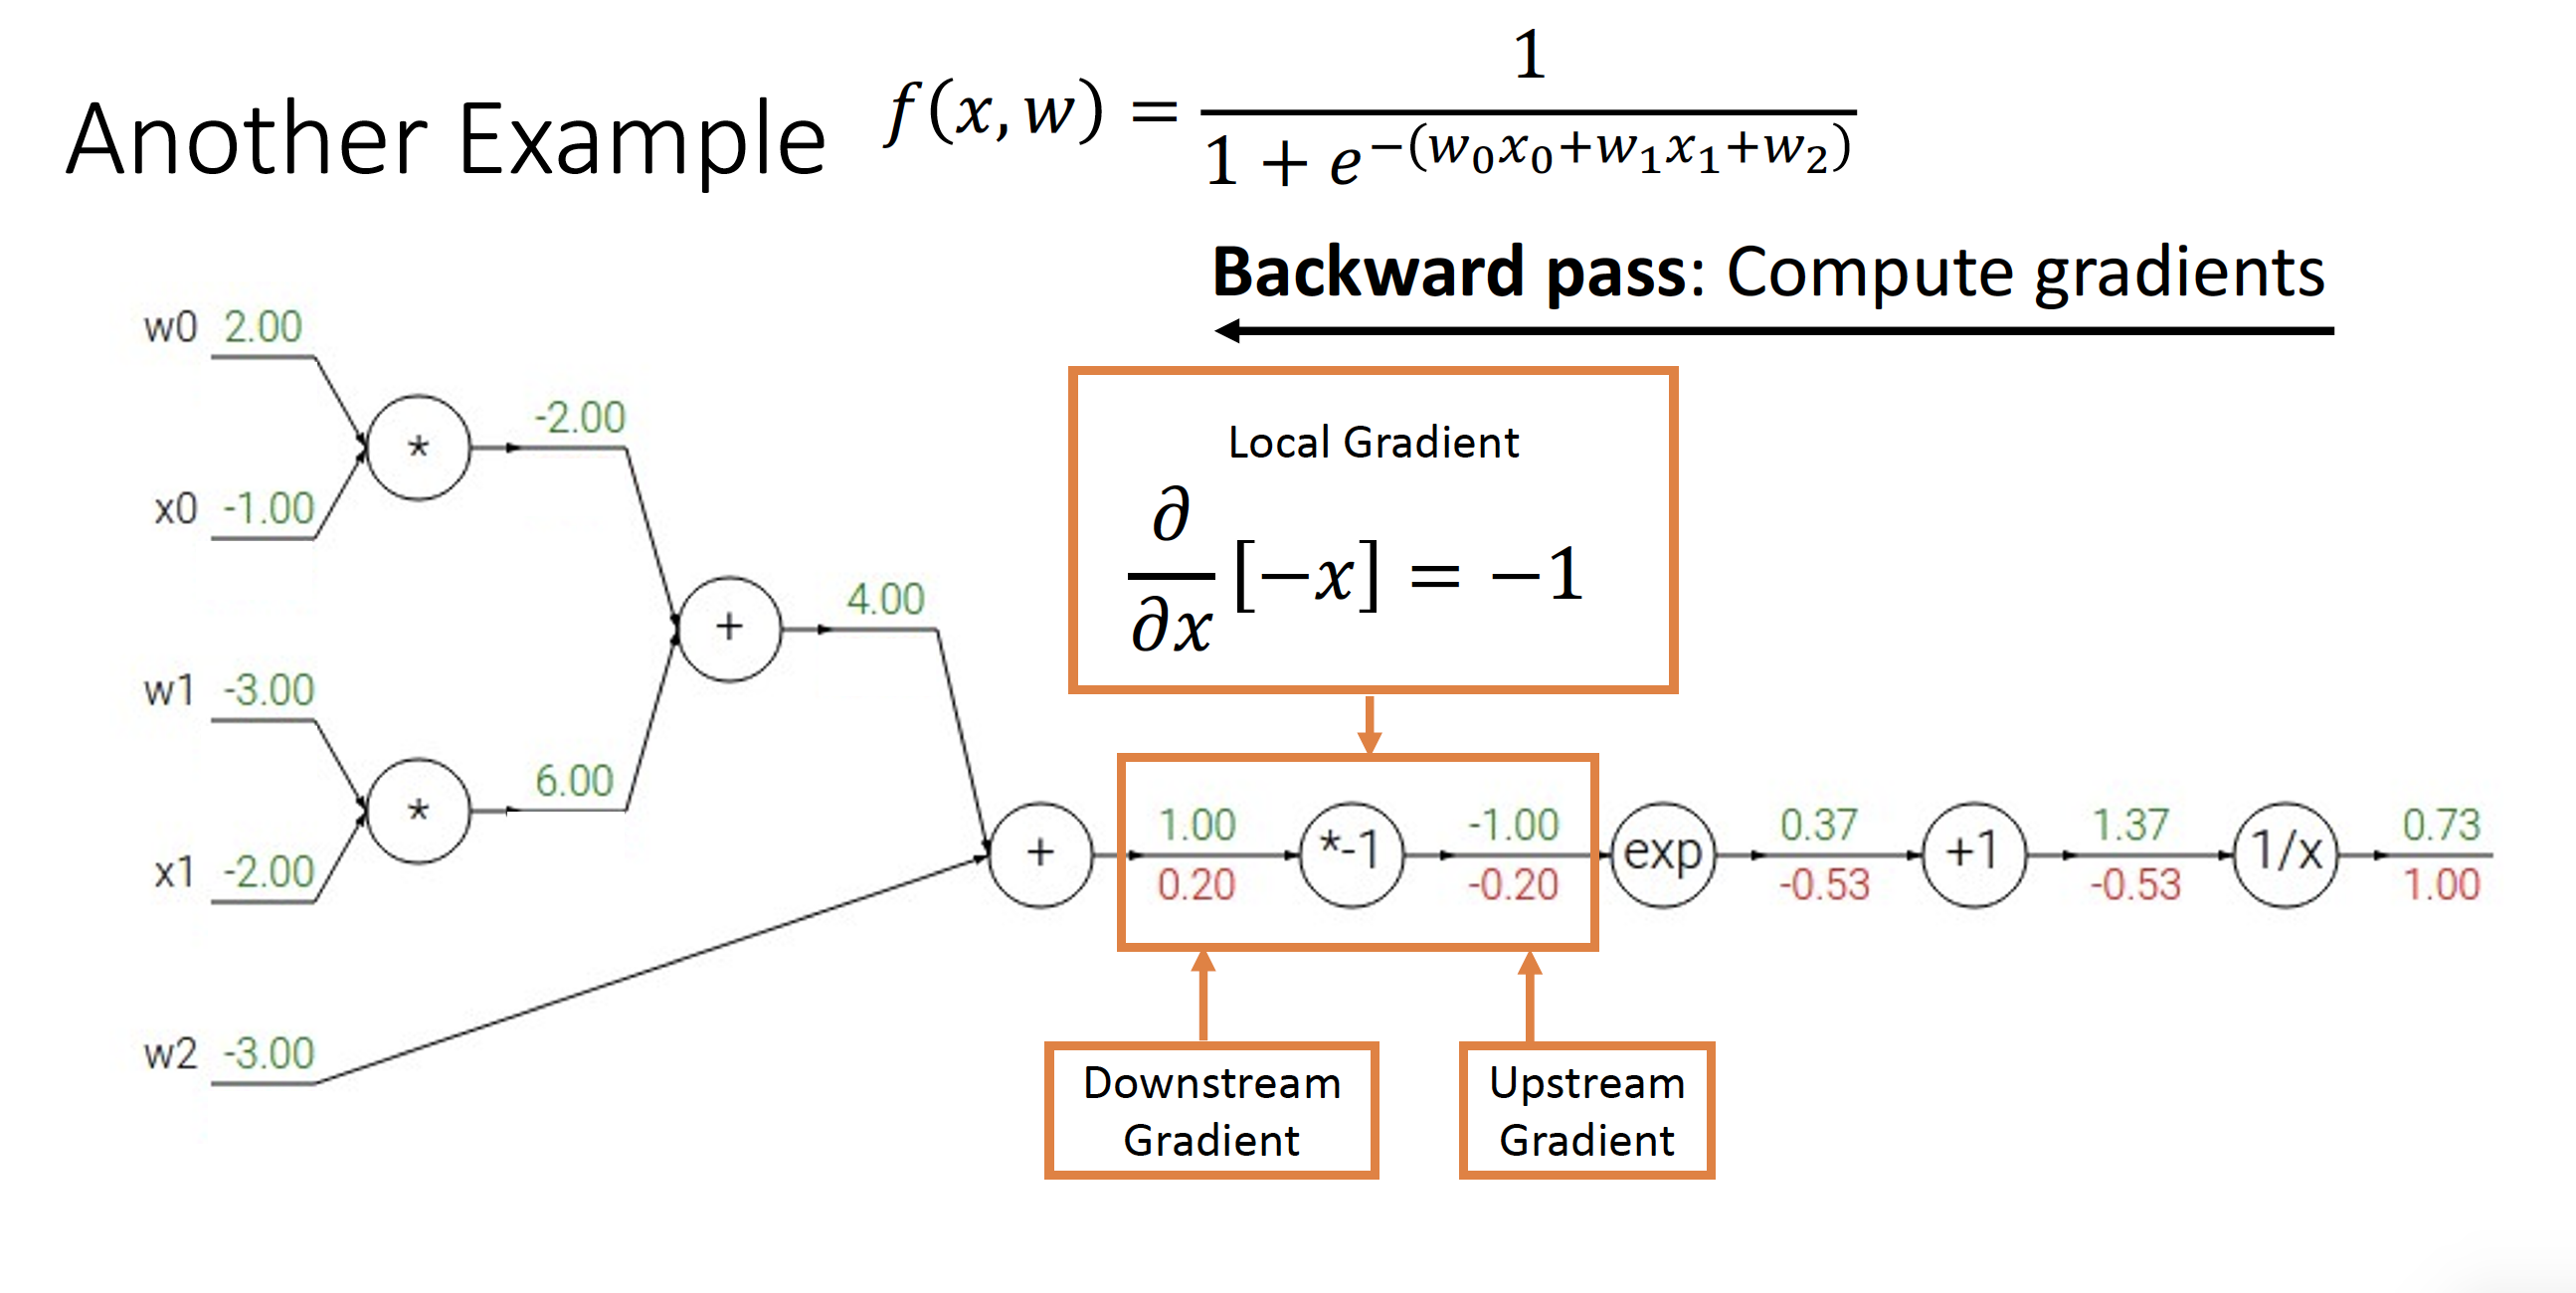 Another Example
f(x, w) = 1 / (1 + e^−(w₀x₀+w₁x₁+w₂))
Backward pass: Compute gradients
w0 2.00
-2.00
*
x0 -1.00
Local Gradient
∂/∂x [−x] = −1
4.00
+
w1 -3.00
6.00
*
x1 -2.00
+
1.00
*-1
-1.00
exp
0.37
+1
1.37
1/x
0.73
0.20
-0.20
-0.53
-0.53
1.00
w2 -3.00
Downstream
Gradient
Upstream
Gradient